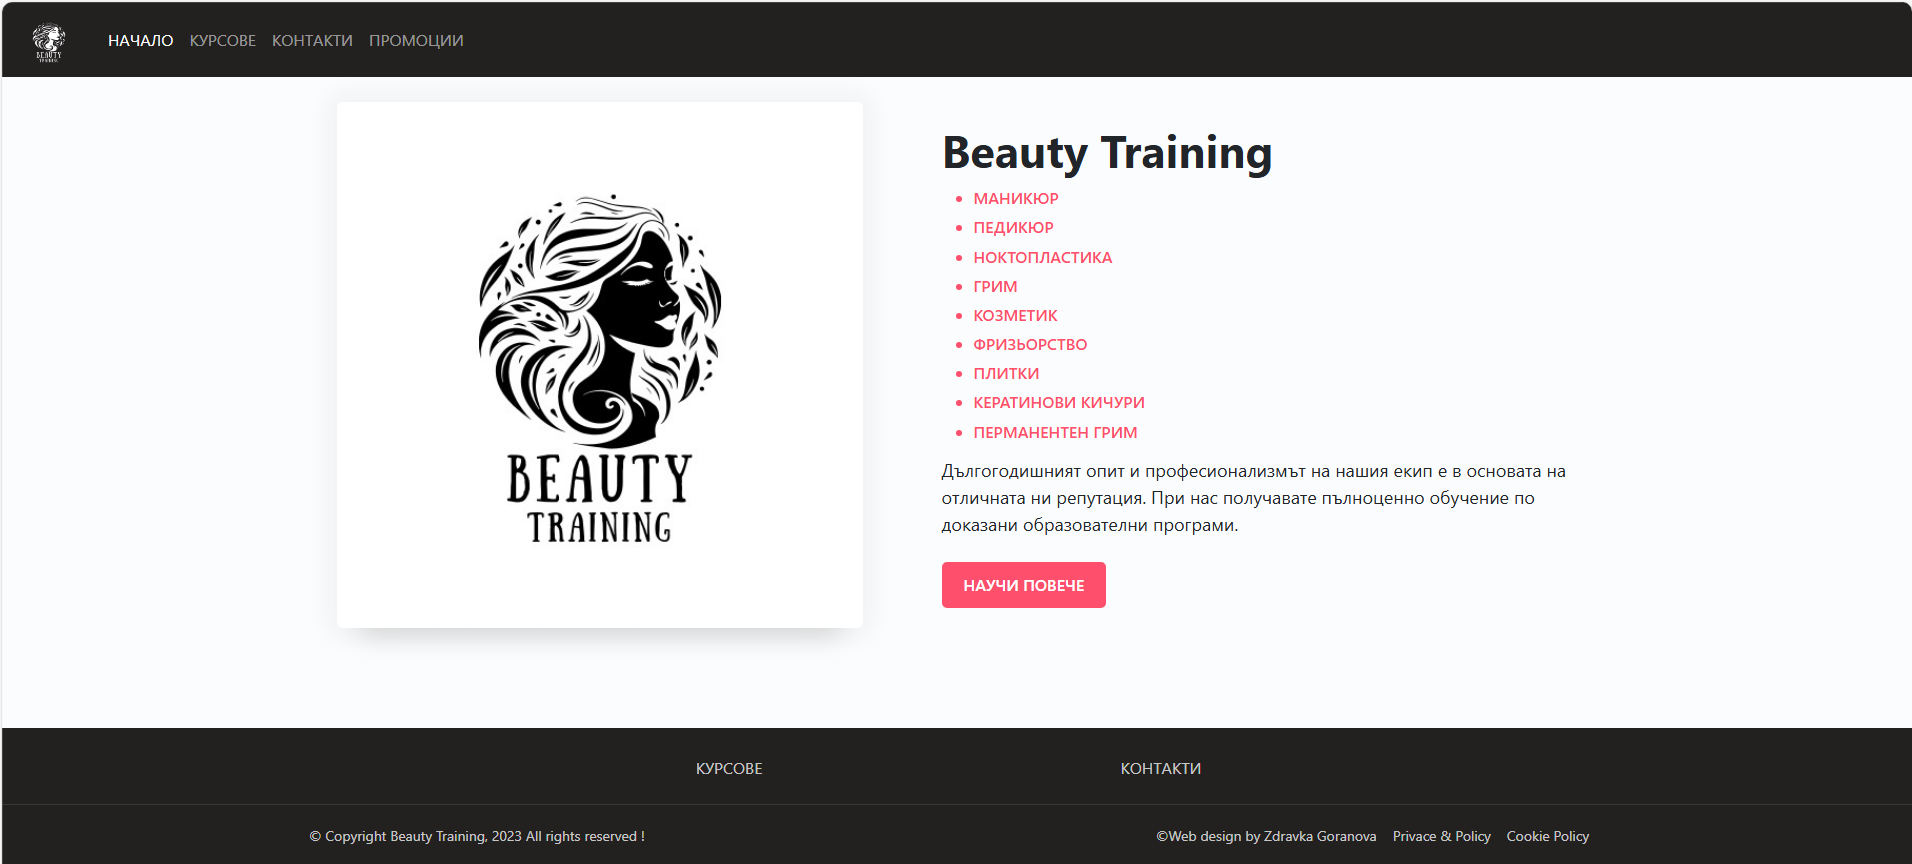 BEAUTY
TRAINING
НАЧАЛО КУРСОВЕ КОНТАКТИ ПРОМОЦИИ
BEAUTY
TRAINING
Beauty Training
МАНИКЮР
ПЕДИКЮР
НОКТОПЛАСТИКА
ГРИМ
КОЗМЕТИК
ФРИЗЬОРСТВО
ПЛИТКИ
КЕРАТИНОВИ КИЧУРИ
ПЕРМАНЕНТЕН ГРИМ
Дългогодишният опит и професионализмът на нашия екип е в основата на
отличната ни репутация. При нас получавате пълноценно обучение по
доказани образователни програми.
НАУЧИ ПОВЕЧЕ
КУРСОВЕ КОНТАКТИ
© Copyright Beauty Training, 2023 All rights reserved !
©Web design by Zdravka Goranova Privace & Policy Cookie Policy